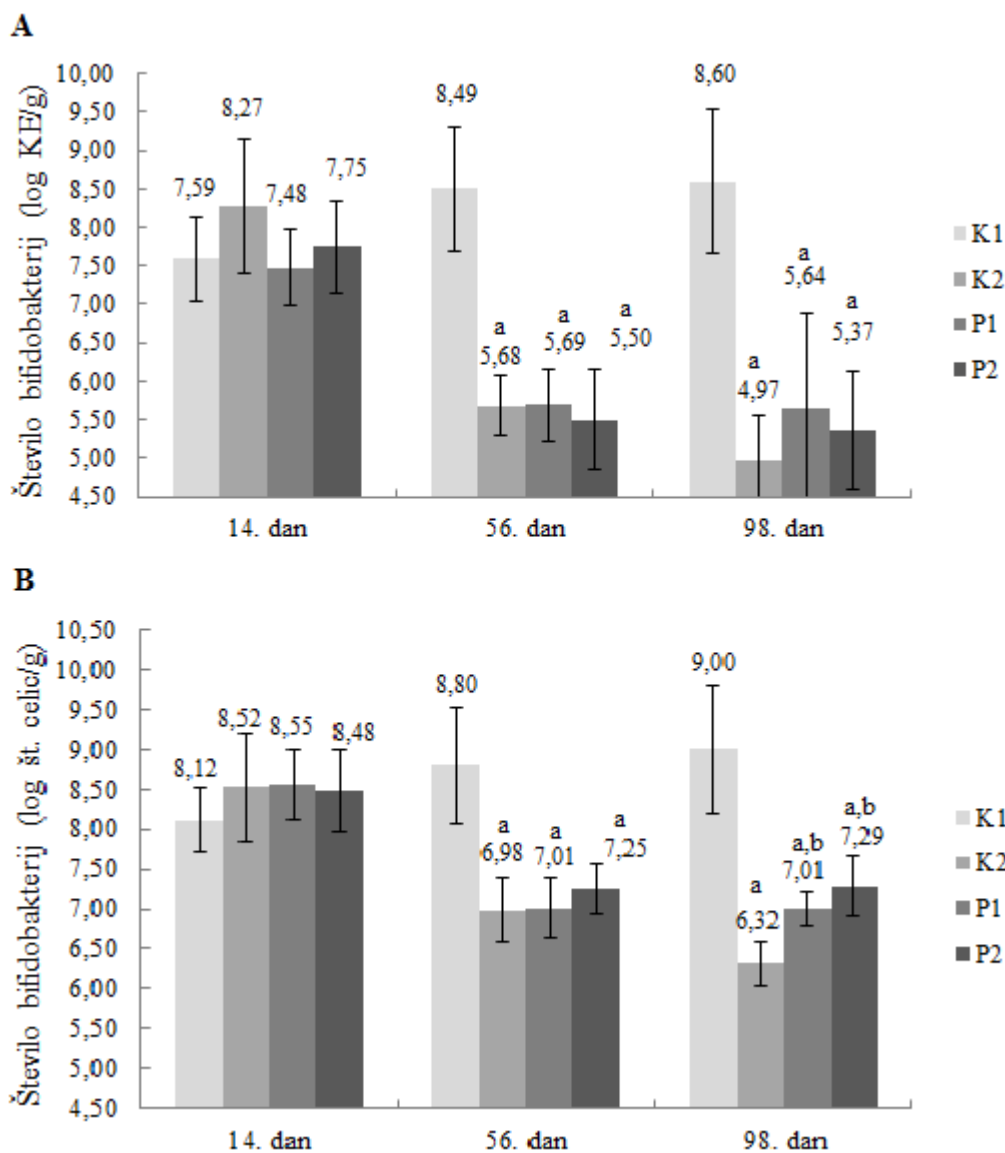 A
Število bifidobakterij (log KE/g)
10,00
9,50
9,00
8,50
8,00
7,50
7,00
6,50
6,00
5,50
5,00
4,50
7,59
8,27
7,48
7,75
8,49
a
5,68
a
5,69
a
5,50
8,60
a
4,97
a
5,64
a
5,37
14. dan
56. dan
98. dan
K1
K2
P1
P2
B
Število bifidobakterij (log št. celic/g)
10,50
10,00
9,50
9,00
8,50
8,00
7,50
7,00
6,50
6,00
5,50
5,00
4,50
8,12
8,52
8,55
8,48
8,80
a
6,98
a
7,01
a
7,25
9,00
a
6,32
a,b
7,01
a,b
7,29
14. dan
56. dan
98. dan
K1
K2
P1
P2